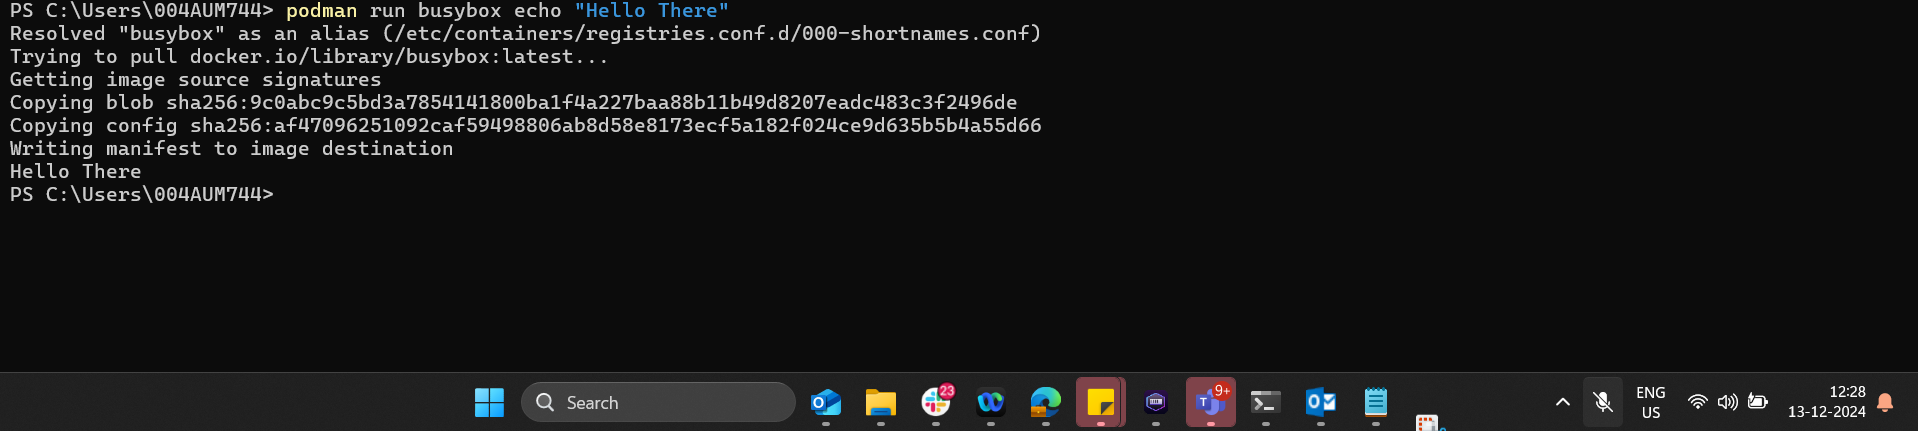 PS C:\Users\004AUM744> podman run busybox echo "Hello There"
Resolved "busybox" as an alias (/etc/containers/registries.conf.d/000-shortnames.conf)
Trying to pull docker.io/library/busybox:latest...
Getting image source signatures
Copying blob sha256:9c0abc9c5bd3a7854141800ba1f4a227baa88b11b49d8207eadc483c3f2496de
Copying config sha256:af47096251092caf59498806ab8d58e8173ecf5a182f024ce9d635b5b4a55d66
Writing manifest to image destination
Hello There
PS C:\Users\004AUM744>
Search
23
9+
ENG
US
12:28
13-12-2024